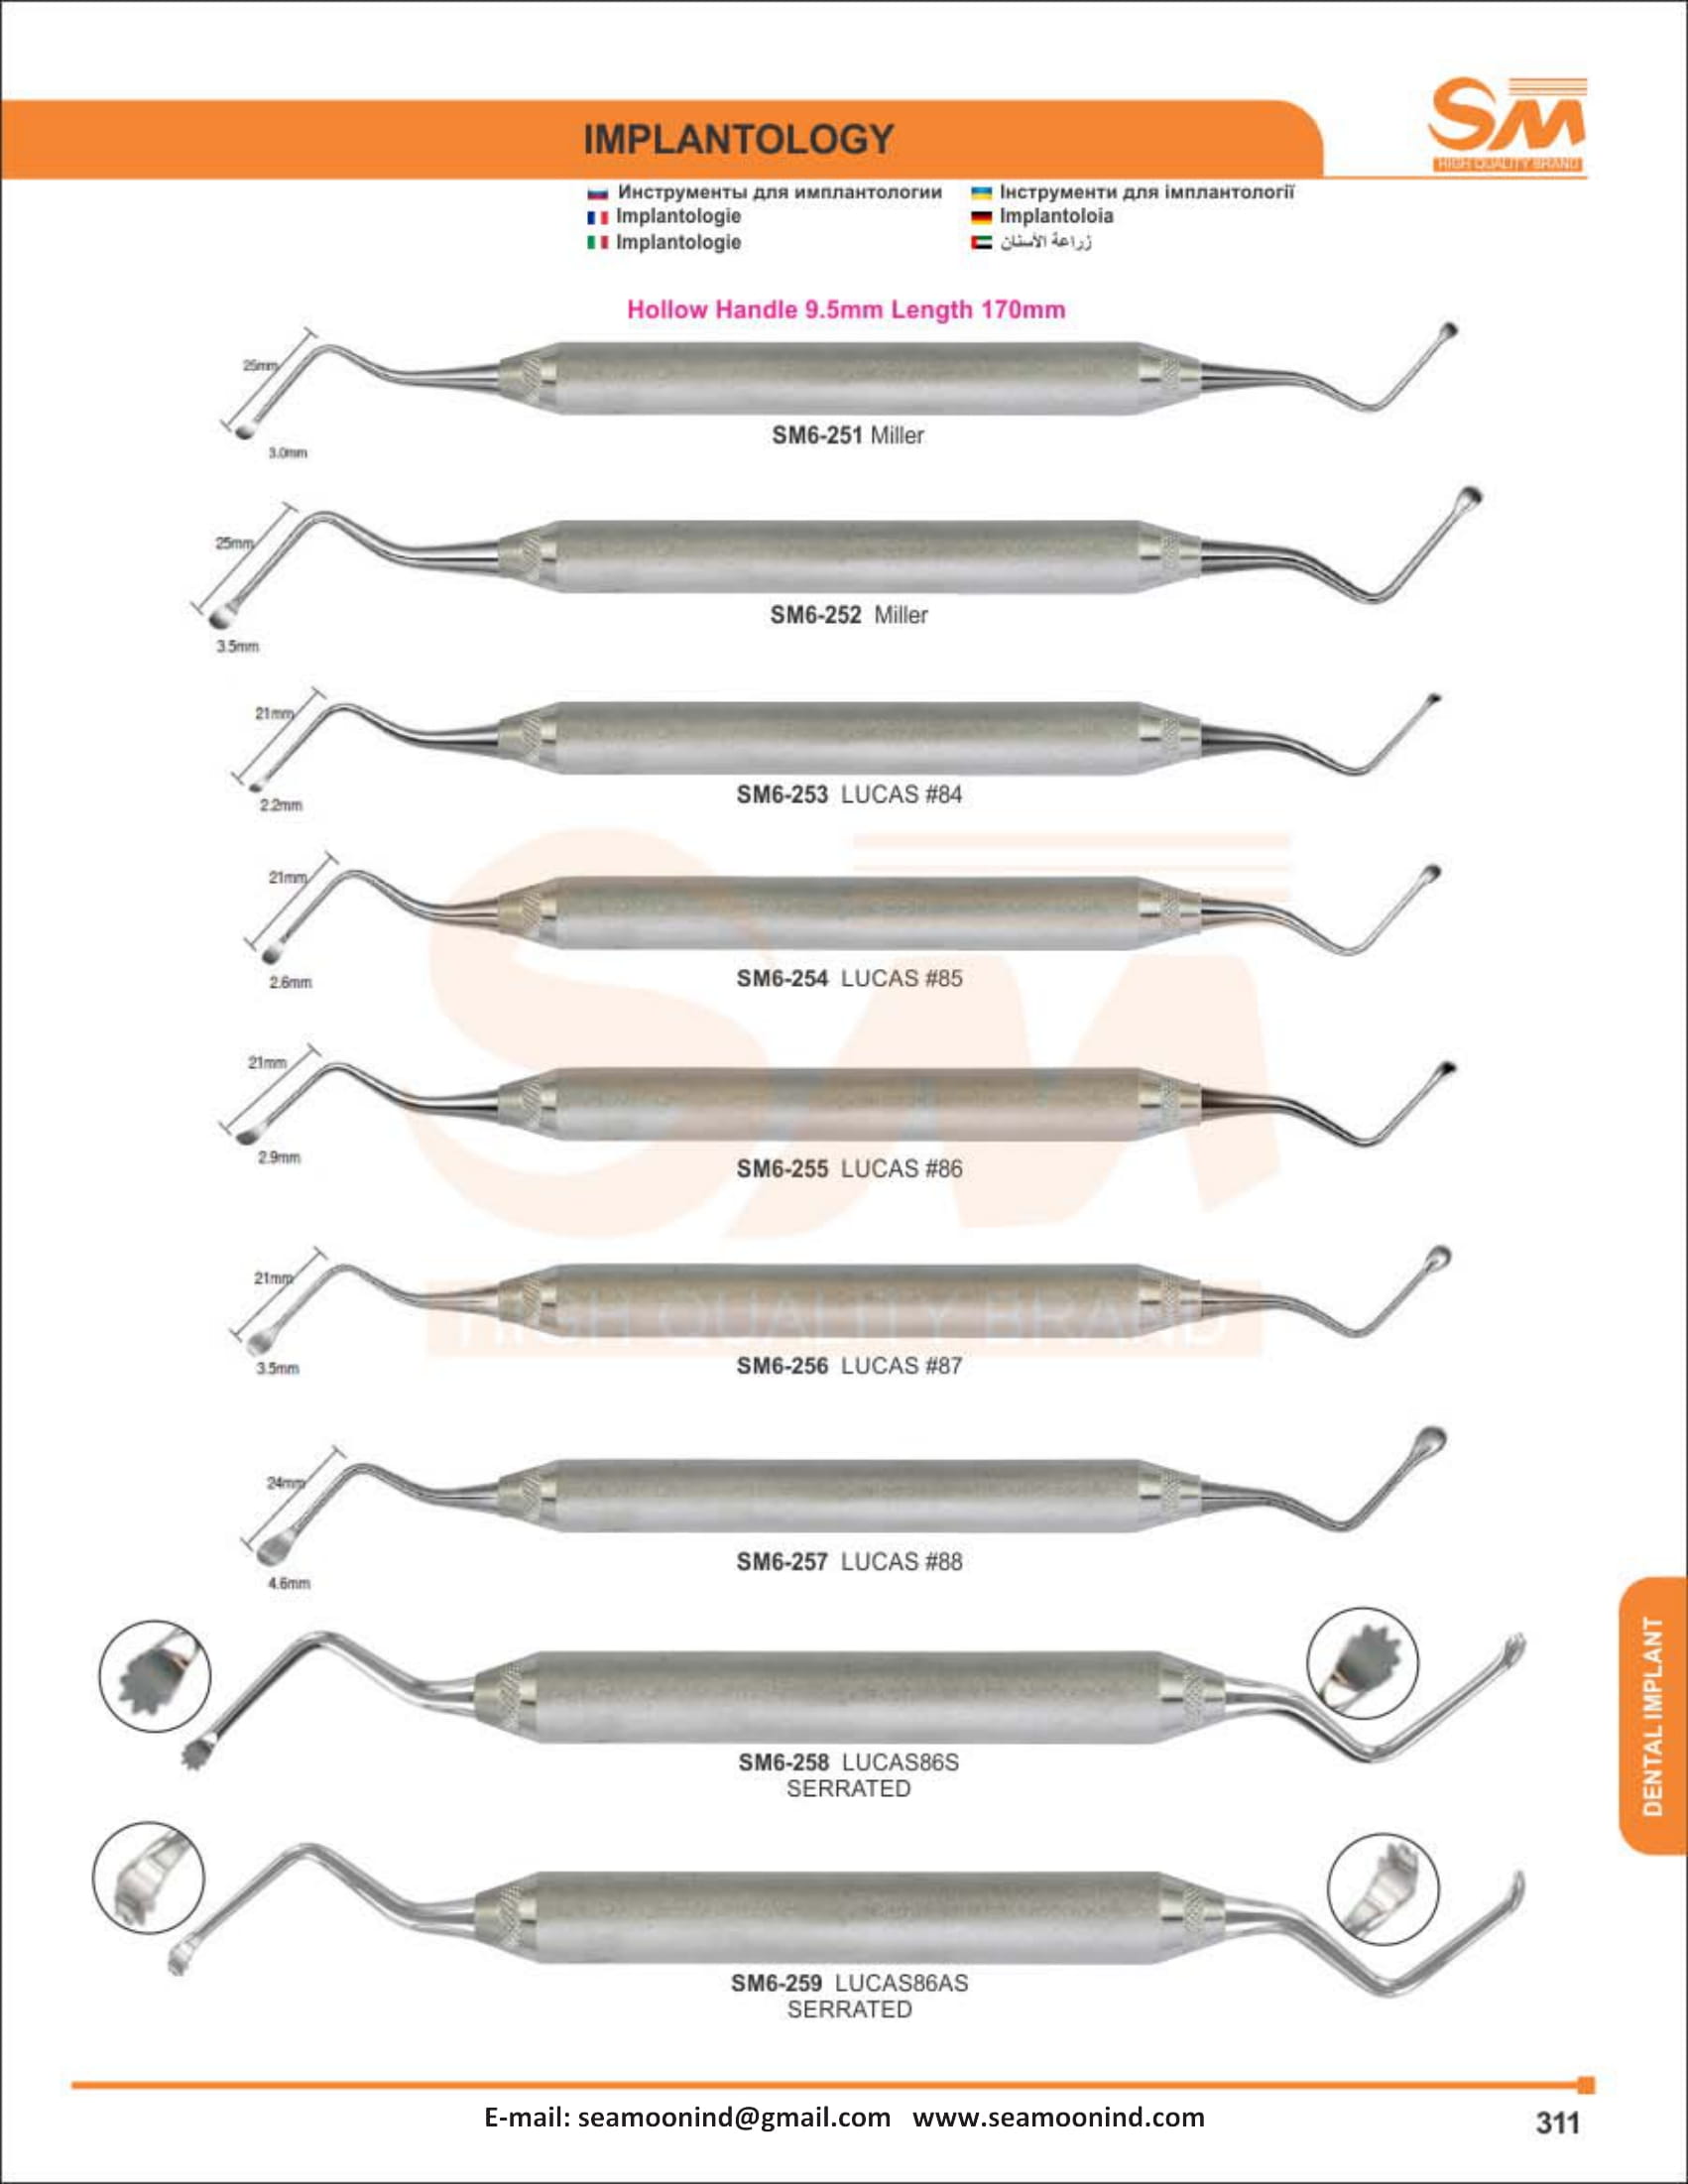 SM
HIGH QUALITY BRAND
IMPLANTOLOGY
Инструменты для имплантологии
Інструменти для імплантології
Implantologie
Implantoloia
Implantologie
زراعة الأسنان
Hollow Handle 9.5mm Length 170mm
25mm
3.0mm
SM6-251 Miller
25mm
3.5mm
SM6-252 Miller
21mm
2.2mm
SM6-253 LUCAS #84
21mm
2.6mm
SM6-254 LUCAS #85
21mm
2.9mm
SM6-255 LUCAS #86
21mm
3.5mm
SM6-256 LUCAS #87
SM
HIGH QUALITY BRAND
24mm
4.6mm
SM6-257 LUCAS #88
SM6-258 LUCAS86S
SERRATED
SM6-259 LUCAS86AS
SERRATED
DENTAL IMPLANT
E-mail: seamoonind@gmail.com www.seamoonind.com
311